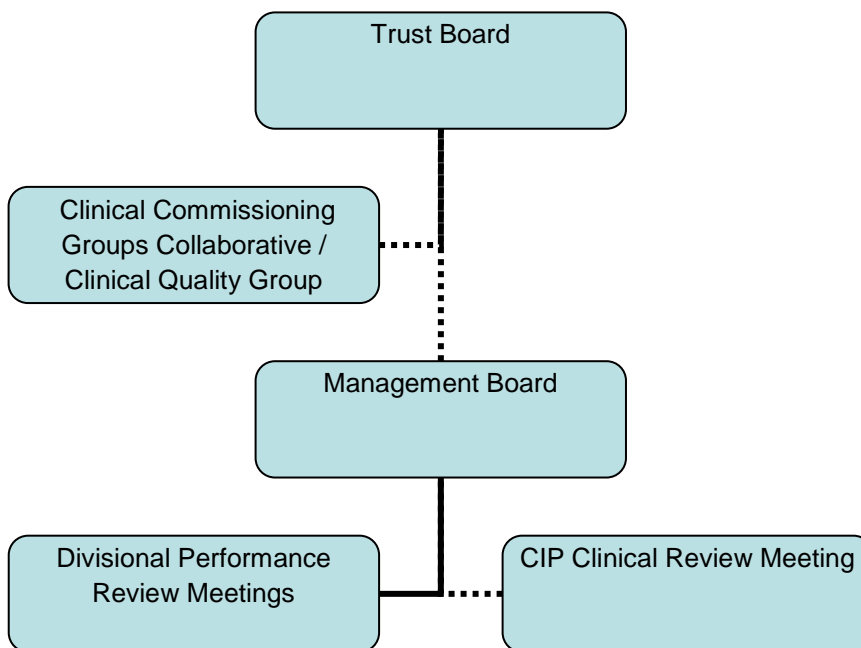 Trust Board
Clinical Commissioning
Groups Collaborative /
Clinical Quality Group
Management Board
Divisional Performance
Review Meetings
CIP Clinical Review Meeting